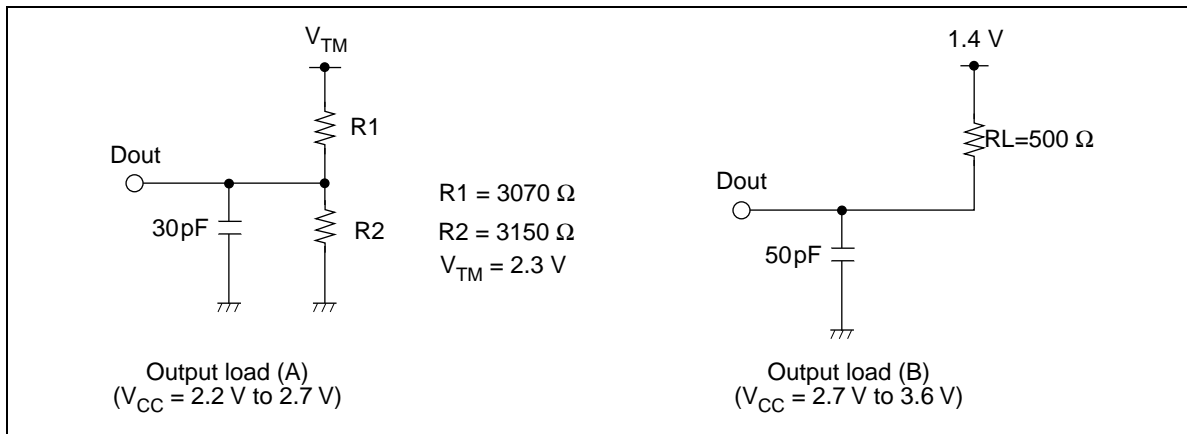 V_TM
R1
Dout
30pF
R2
R1 = 3070 Ω
R2 = 3150 Ω
V_TM = 2.3 V
Output load (A)
(V_CC = 2.2 V to 2.7 V)
1.4 V
RL=500 Ω
Dout
50pF
Output load (B)
(V_CC = 2.7 V to 3.6 V)